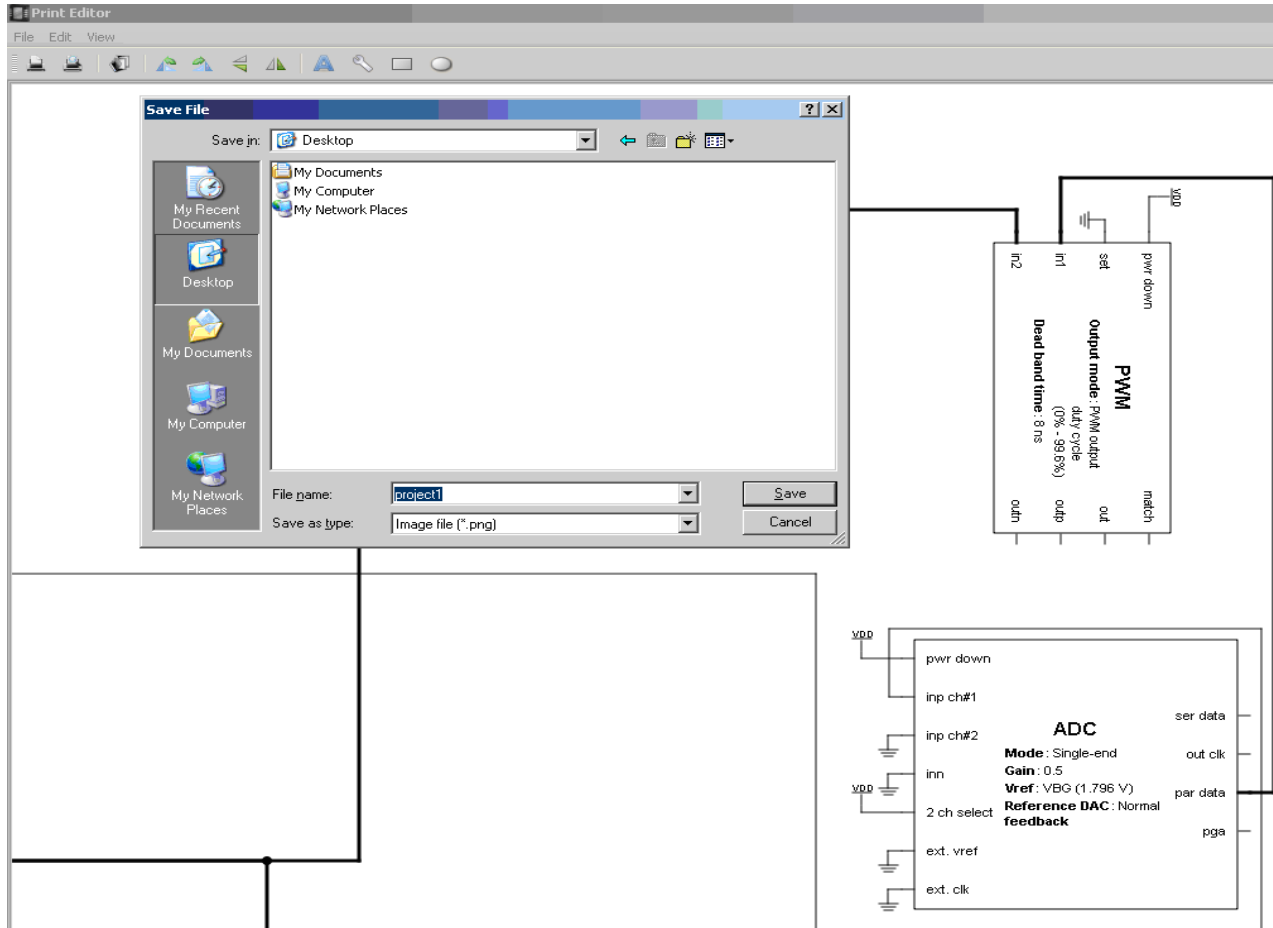 Print Editor
File Edit View
Save File
Save in: Desktop
My Recent
Documents
Desktop
My Documents
My Computer
My Network
Places
My Documents
My Computer
My Network Places
File name: project1 Save
Save as type: Image file (*.png) Cancel
VDD
in2
in1
set
pwr down
PWM
Output mode: PWM output
duty cycle
(0% - 99.6%)
Dead band time: 8 ns
outn
outp
out
match
VDD
pwr down
inp ch#1
inp ch#2
inn
VDD
2 ch select
ext. vref
ext. clk
ADC
Mode: Single-end
Gain: 0.5
Vref: VBG (1.796 V)
Reference DAC: Normal
feedback
ser data
out clk
par data
pga